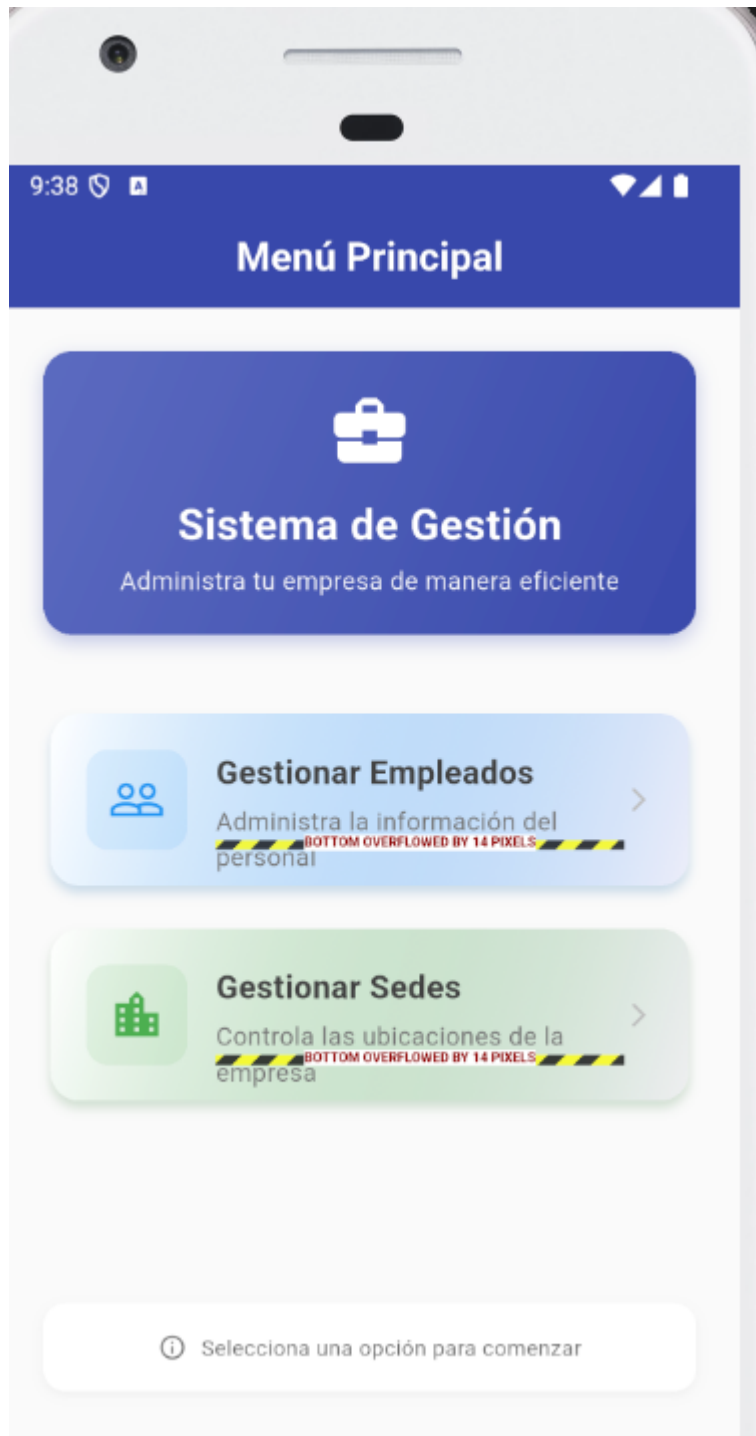 9:38
Menú Principal
Sistema de Gestión
Administra tu empresa de manera eficiente
Gestionar Empleados
Administra la información del
BOTTOM OVERFLOWED BY 14 PIXELS
personal
Gestionar Sedes
Controla las ubicaciones de la
BOTTOM OVERFLOWED BY 14 PIXELS
empresa
Selecciona una opción para comenzar